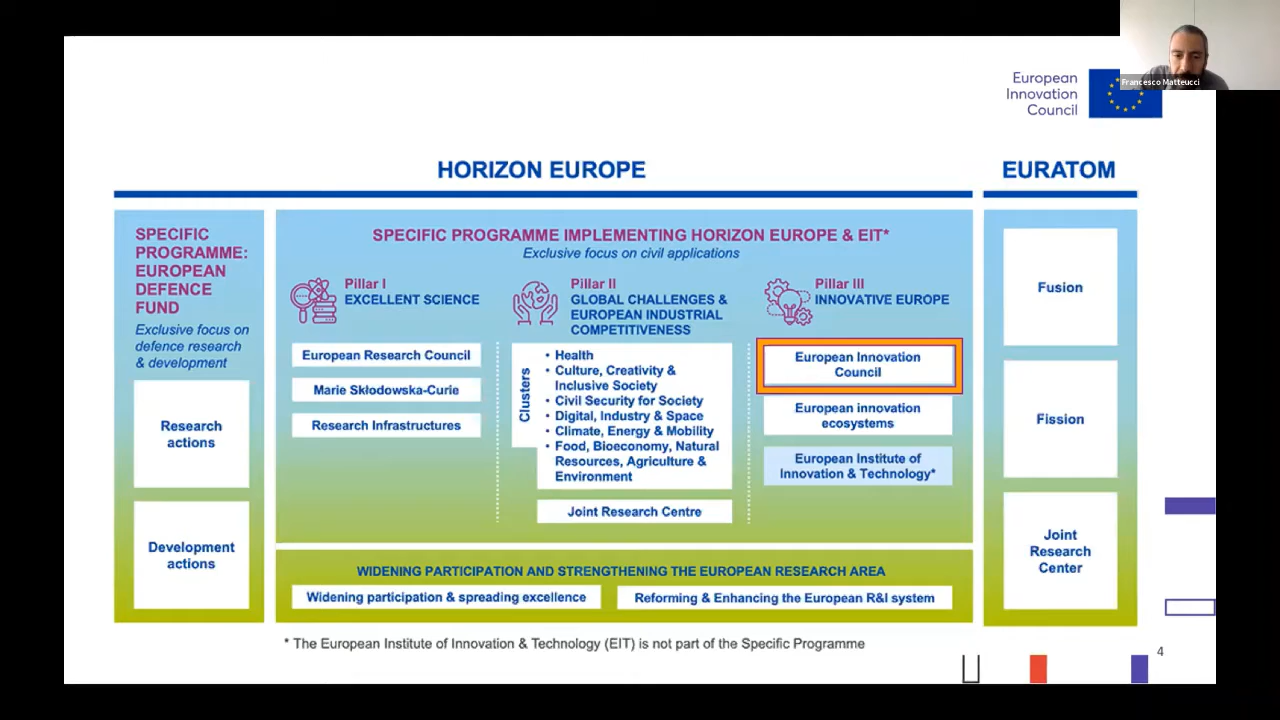 Francesco Matteucci
European
Innovation
Council
HORIZON EUROPE
EURATOM
SPECIFIC
PROGRAMME:
EUROPEAN
DEFENCE
FUND
Exclusive focus on
defence research
& development
Research
actions
Development
actions
SPECIFIC PROGRAMME IMPLEMENTING HORIZON EUROPE & EIT*
Exclusive focus on civil applications
Pillar I
EXCELLENT SCIENCE
European Research Council
Marie Skłodowska-Curie
Research Infrastructures
Pillar II
GLOBAL CHALLENGES &
EUROPEAN INDUSTRIAL
COMPETITIVENESS
Clusters
• Health
• Culture, Creativity &
Inclusive Society
• Civil Security for Society
• Digital, Industry & Space
• Climate, Energy & Mobility
• Food, Bioeconomy, Natural
Resources, Agriculture &
Environment
Joint Research Centre
Pillar III
INNOVATIVE EUROPE
European Innovation
Council
European innovation
ecosystems
European Institute of
Innovation & Technology*
WIDENING PARTICIPATION AND STRENGTHENING THE EUROPEAN RESEARCH AREA
Widening participation & spreading excellence
Reforming & Enhancing the European R&I system
Fusion
Fission
Joint
Research
Center
* The European Institute of Innovation & Technology (EIT) is not part of the Specific Programme
4